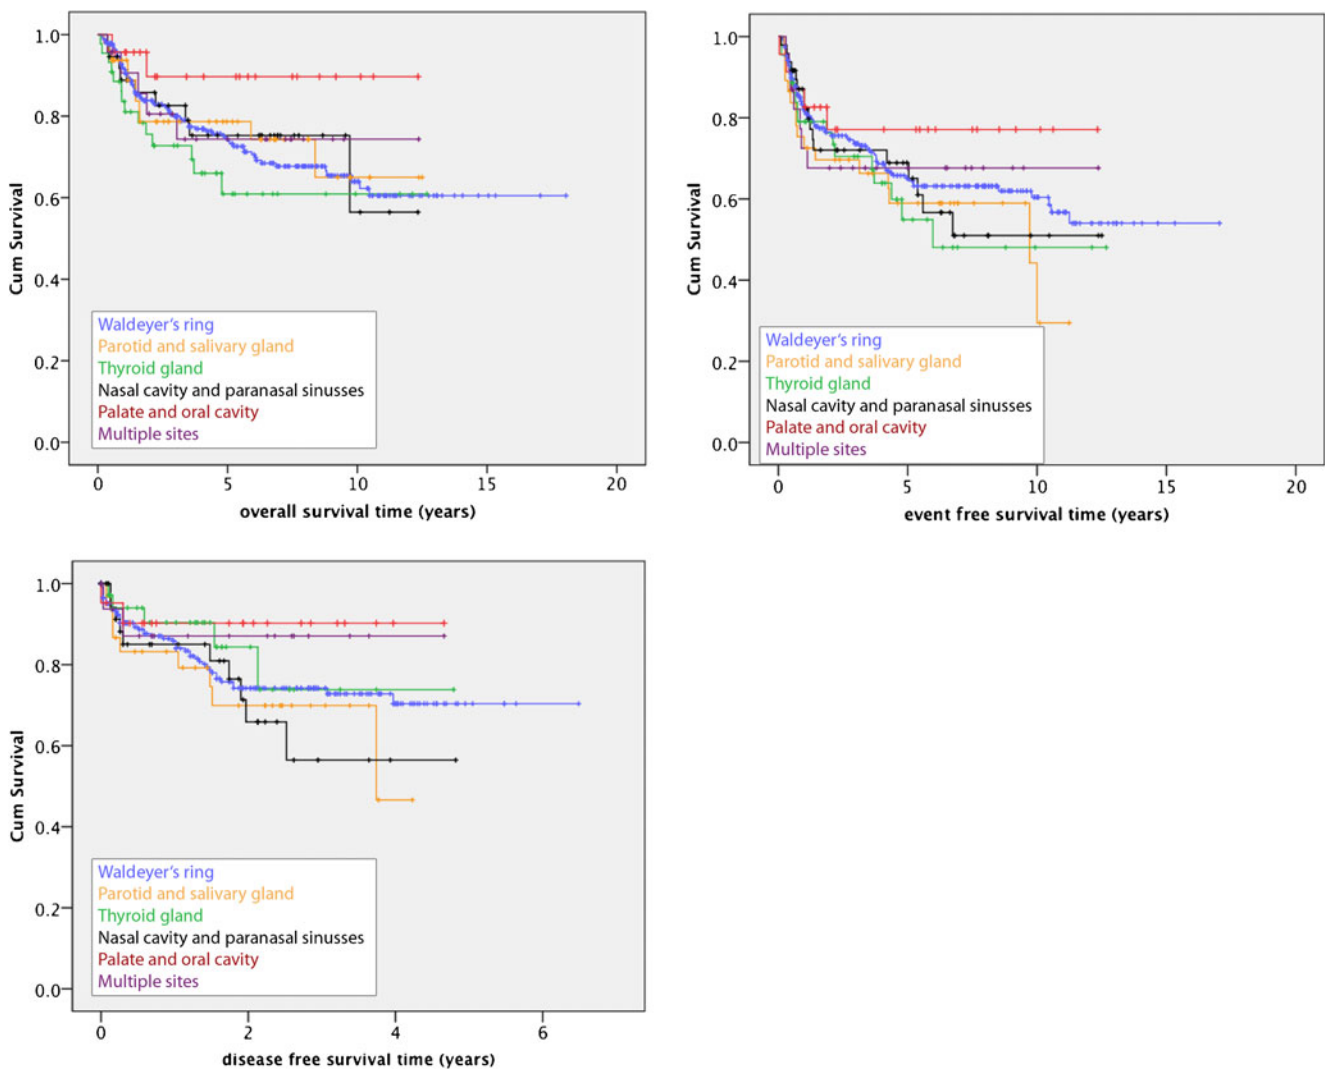 1.0
0.8
0.6
0.4
0.2
0.0
Cum Survival
Waldeyer's ring
Parotid and salivary gland
Thyroid gland
Nasal cavity and paranasal sinusses
Palate and oral cavity
Multiple sites
0 5 10 15 20
overall survival time (years)
1.0
0.8
0.6
0.4
0.2
0.0
Cum Survival
Waldeyer's ring
Parotid and salivary gland
Thyroid gland
Nasal cavity and paranasal sinusses
Palate and oral cavity
Multiple sites
0 5 10 15 20
event free survival time (years)
1.0
0.8
0.6
0.4
0.2
0.0
Cum Survival
Waldeyer's ring
Parotid and salivary gland
Thyroid gland
Nasal cavity and paranasal sinusses
Palate and oral cavity
Multiple sites
0 2 4 6
disease free survival time (years)